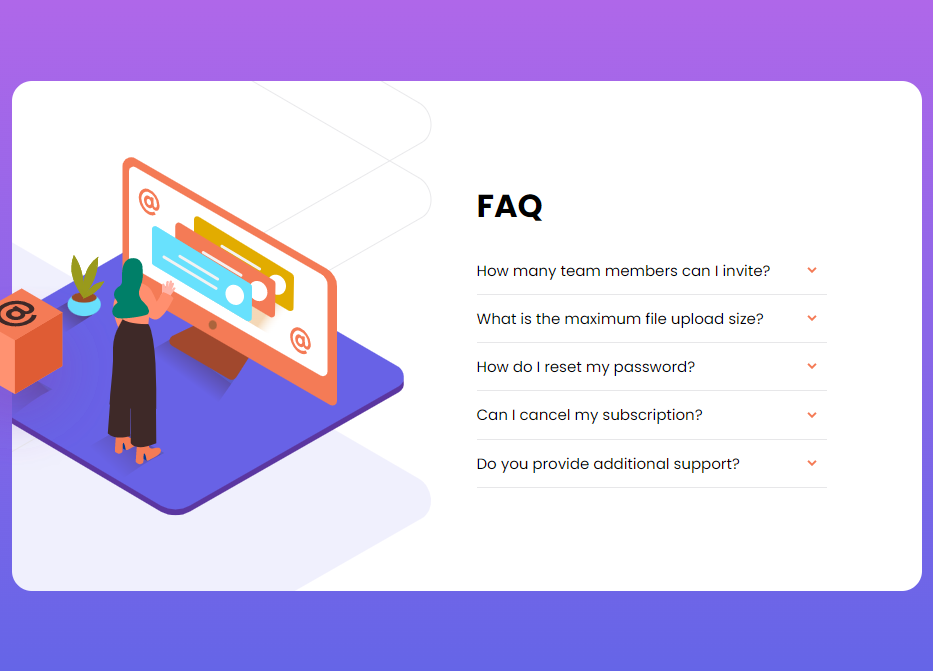 @
@
@
FAQ
How many team members can I invite?
What is the maximum file upload size?
How do I reset my password?
Can I cancel my subscription?
Do you provide additional support?